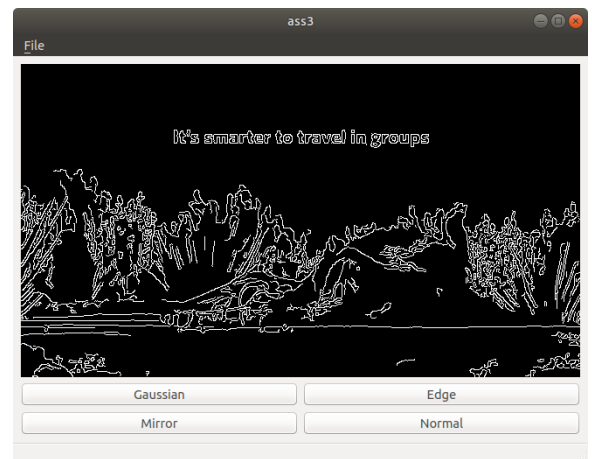 ass3
File
It's smarter to travel in groups
Gaussian
Edge
Mirror
Normal